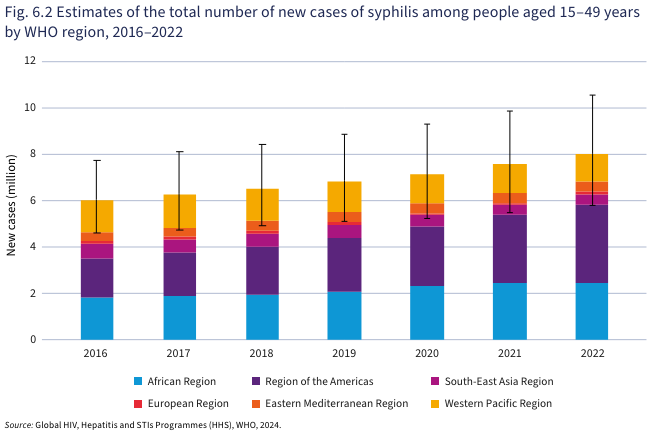 Fig. 6.2 Estimates of the total number of new cases of syphilis among people aged 15–49 years
by WHO region, 2016–2022
12
10
8
6
4
2
0
New cases (million)
2016 2017 2018 2019 2020 2021 2022
African Region Region of the Americas South-East Asia Region
European Region Eastern Mediterranean Region Western Pacific Region
Source: Global HIV, Hepatitis and STIs Programmes (HHS), WHO, 2024.